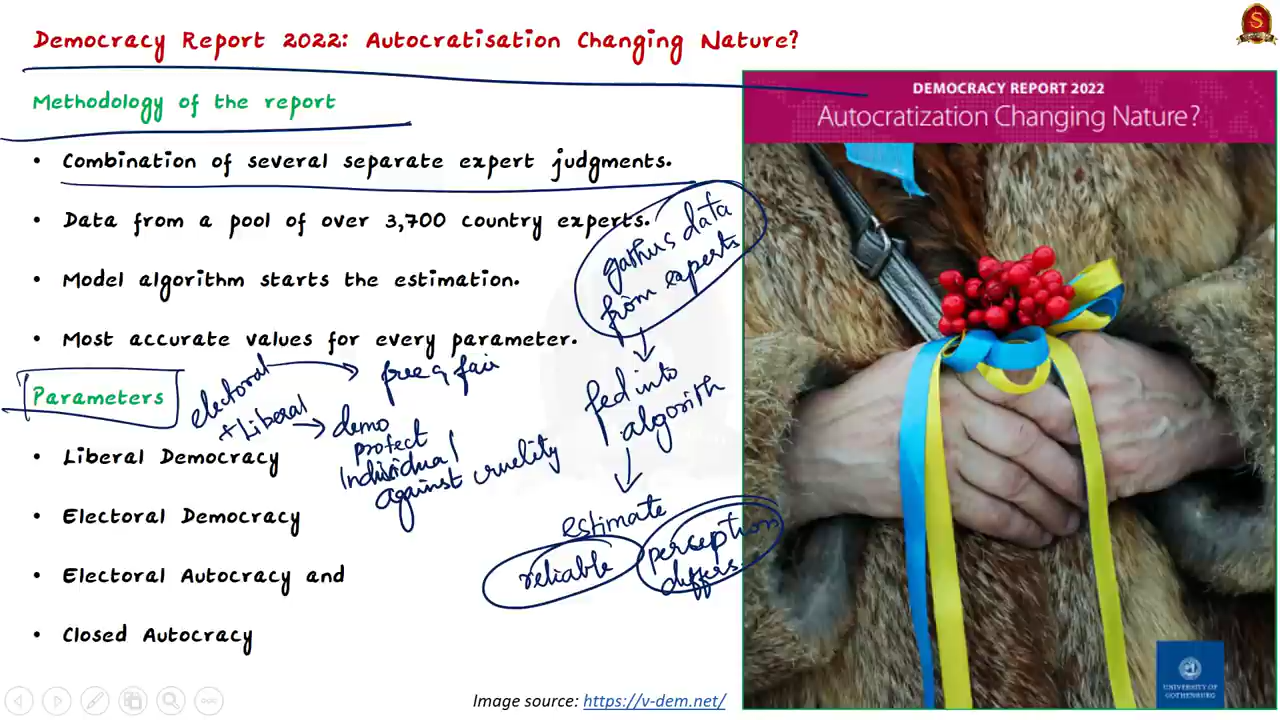 Democracy Report 2022: Autocratisation Changing Nature?
Methodology of the report
• Combination of several separate expert judgments.
• Data from a pool of over 3,700 country experts.
• Model algorithm starts the estimation.
• Most accurate values for every parameter.
Parameters
• Liberal Democracy
• Electoral Democracy
• Electoral Autocracy and
• Closed Autocracy
electoral
free & fair
+ Liberal
demo
protect
Individual
against cruelity
gathers data
from experts
fed into
algorith
estimate
reliable
perception
differs
Image source: https://v-dem.net/
DEMOCRACY REPORT 2022
Autocratization Changing Nature?
UNIVERSITY OF
GOTHENBURG
S